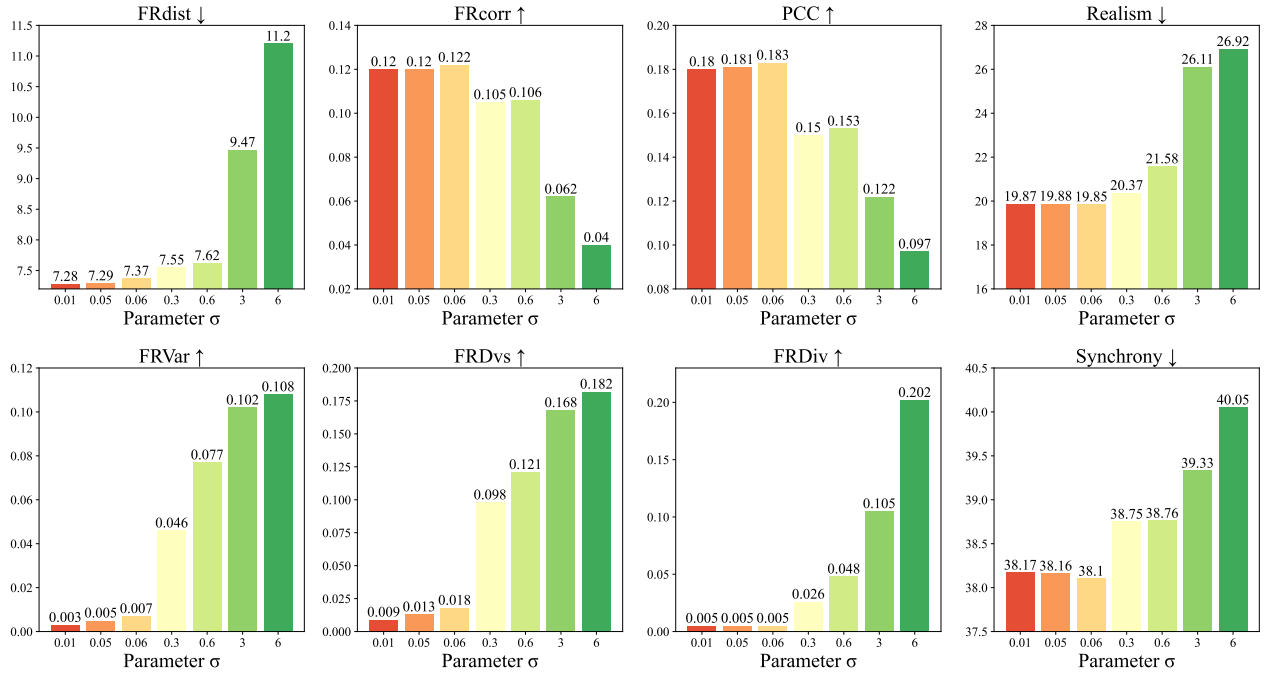 FRdist ↓
11.5
11.0
10.5
10.0
9.5
9.0
8.5
8.0
7.5
7.28 7.29 7.37 7.55 7.62 9.47 11.2
0.01 0.05 0.06 0.3 0.6 3 6
Parameter σ
FRcorr ↑
0.14
0.12
0.10
0.08
0.06
0.04
0.02
0.12 0.12 0.122 0.105 0.106 0.062 0.04
0.01 0.05 0.06 0.3 0.6 3 6
Parameter σ
PCC ↑
0.20
0.18
0.16
0.14
0.12
0.10
0.08
0.18 0.181 0.183 0.15 0.153 0.122 0.097
0.01 0.05 0.06 0.3 0.6 3 6
Parameter σ
Realism ↓
28
26
24
22
20
18
16
19.87 19.88 19.85 20.37 21.58 26.11 26.92
0.01 0.05 0.06 0.3 0.6 3 6
Parameter σ
FRVar ↑
0.12
0.10
0.08
0.06
0.04
0.02
0.00
0.003 0.005 0.007 0.046 0.077 0.102 0.108
0.01 0.05 0.06 0.3 0.6 3 6
Parameter σ
FRDvs ↑
0.200
0.175
0.150
0.125
0.100
0.075
0.050
0.025
0.000
0.009 0.013 0.018 0.098 0.121 0.168 0.182
0.01 0.05 0.06 0.3 0.6 3 6
Parameter σ
FRDiv ↑
0.20
0.15
0.10
0.05
0.00
0.005 0.005 0.005 0.026 0.048 0.105 0.202
0.01 0.05 0.06 0.3 0.6 3 6
Parameter σ
Synchrony ↓
40.5
40.0
39.5
39.0
38.5
38.0
37.5
38.17 38.16 38.1 38.75 38.76 39.33 40.05
0.01 0.05 0.06 0.3 0.6 3 6
Parameter σ